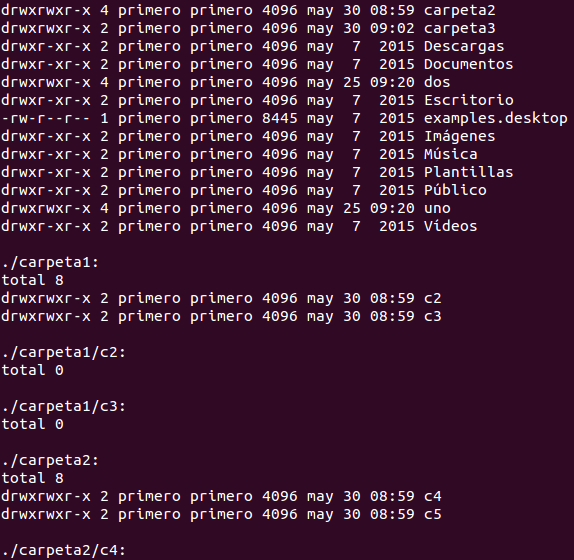 drwxrwxr-x 4 primero primero 4096 may 30 08:59 carpeta2
drwxrwxr-x 2 primero primero 4096 may 30 09:02 carpeta3
drwxr-xr-x 2 primero primero 4096 may  7  2015 Descargas
drwxr-xr-x 2 primero primero 4096 may  7  2015 Documentos
drwxrwxr-x 4 primero primero 4096 may 25 09:20 dos
drwxr-xr-x 2 primero primero 4096 may  7  2015 Escritorio
-rw-r--r-- 1 primero primero 8445 may  7  2015 examples.desktop
drwxr-xr-x 2 primero primero 4096 may  7  2015 Imágenes
drwxr-xr-x 2 primero primero 4096 may  7  2015 Música
drwxr-xr-x 2 primero primero 4096 may  7  2015 Plantillas
drwxr-xr-x 2 primero primero 4096 may  7  2015 Público
drwxrwxr-x 4 primero primero 4096 may 25 09:20 uno
drwxr-xr-x 2 primero primero 4096 may  7  2015 Vídeos
./carpeta1:
total 8
drwxrwxr-x 2 primero primero 4096 may 30 08:59 c2
drwxrwxr-x 2 primero primero 4096 may 30 08:59 c3
./carpeta1/c2:
total 0
./carpeta1/c3:
total 0
./carpeta2:
total 8
drwxrwxr-x 2 primero primero 4096 may 30 08:59 c4
drwxrwxr-x 2 primero primero 4096 may 30 08:59 c5
./carpeta2/c4: